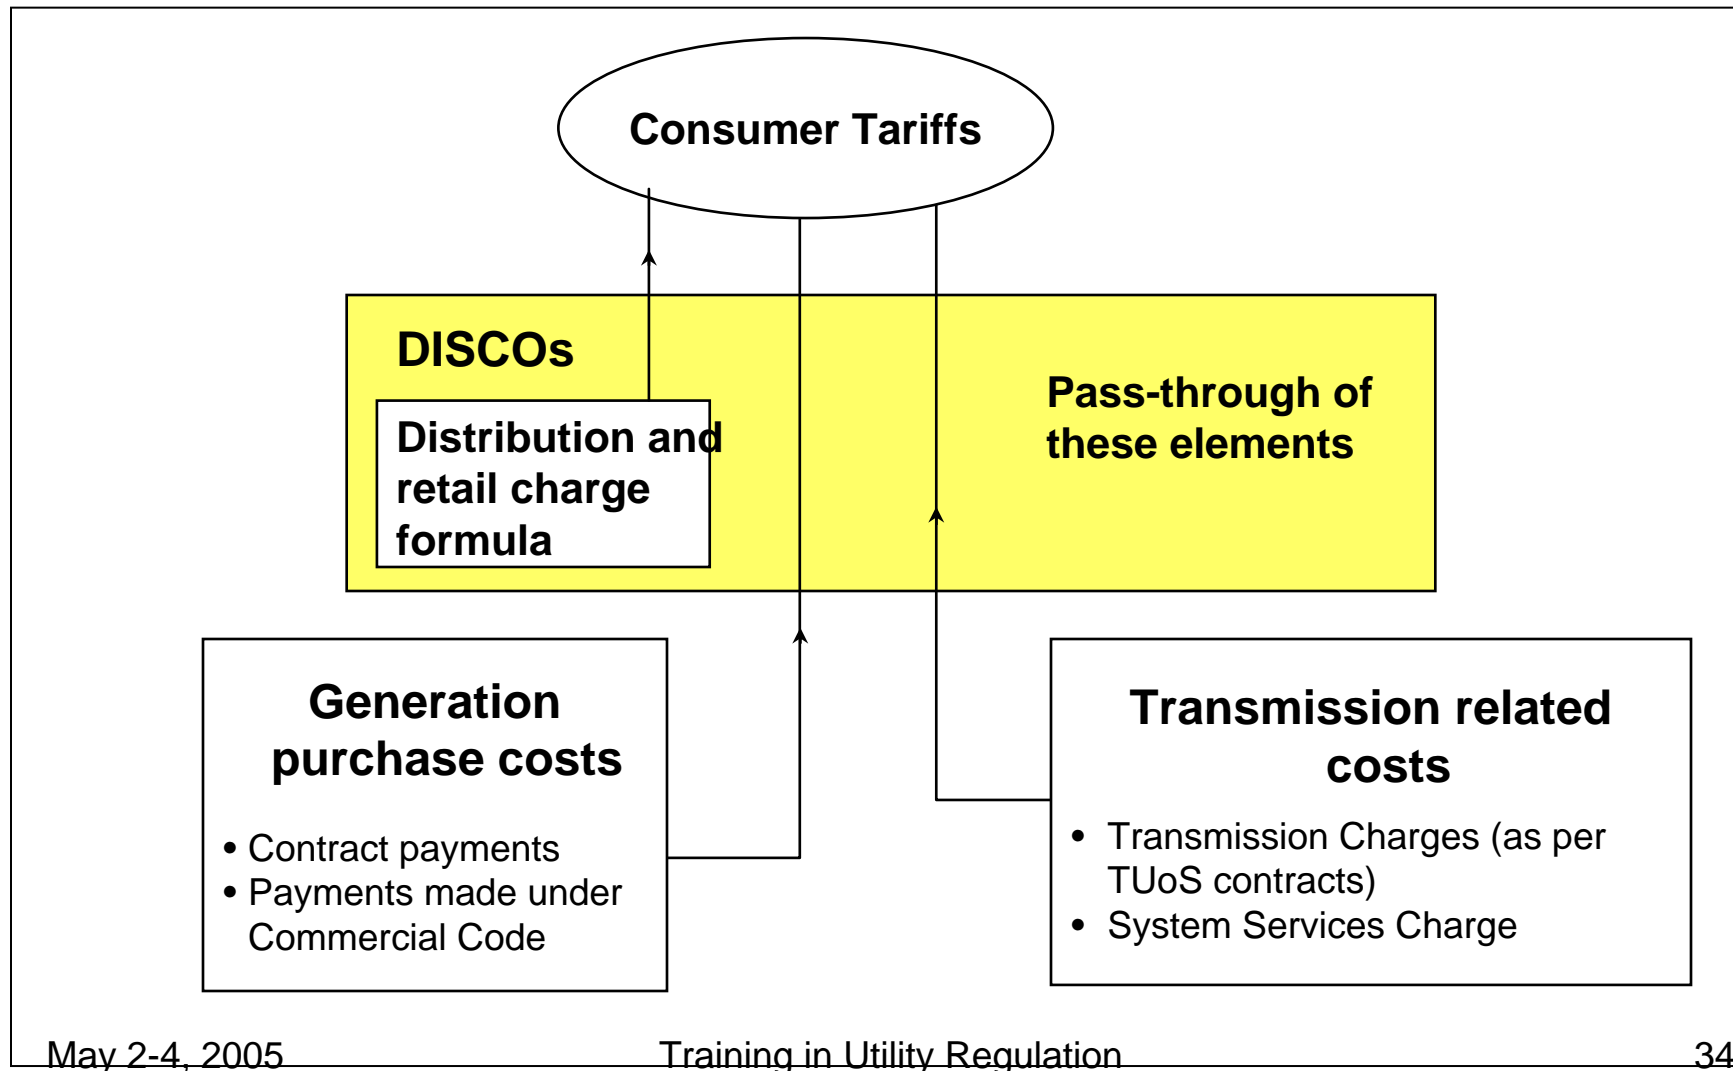 Consumer Tariffs
DISCOs
Distribution and
retail charge
formula
Pass-through of
these elements
Generation
purchase costs
• Contract payments
• Payments made under
Commercial Code
Transmission related
costs
• Transmission Charges (as per
TUoS contracts)
• System Services Charge
May 2-4, 2005
Training in Utility Regulation
34